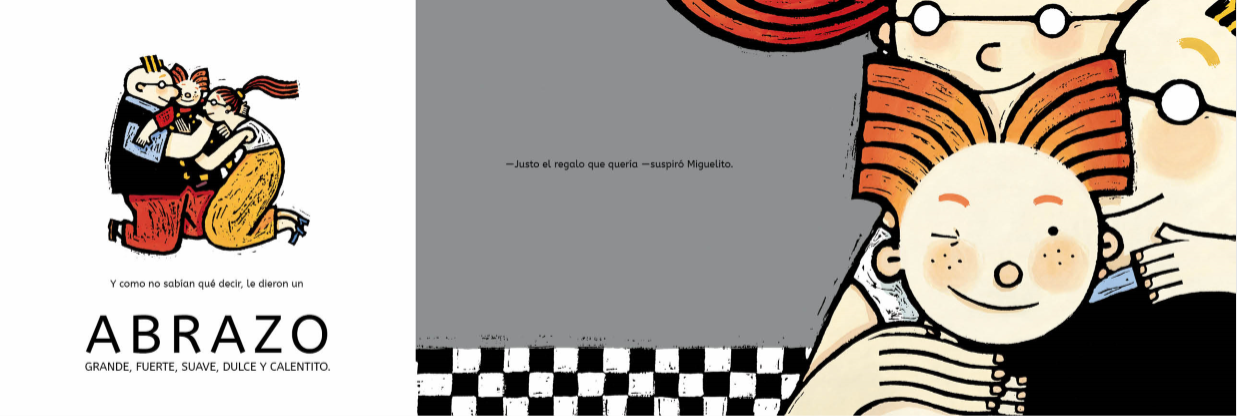 Y como no sabían qué decir, le dieron un
ABRAZO
GRANDE, FUERTE, SUAVE, DULCE Y CALENTITO.
—Justo el regalo que quería —suspiró Miguelito.